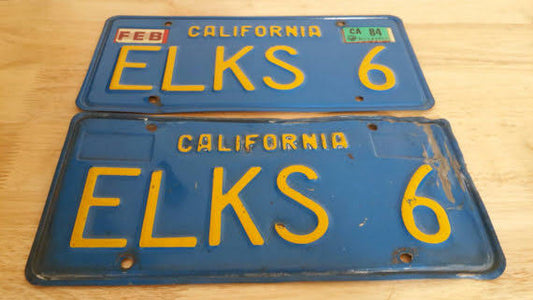 FEB CALIFORNIA CA 84
ELKS 6
CALIFORNIA
ELKS 6